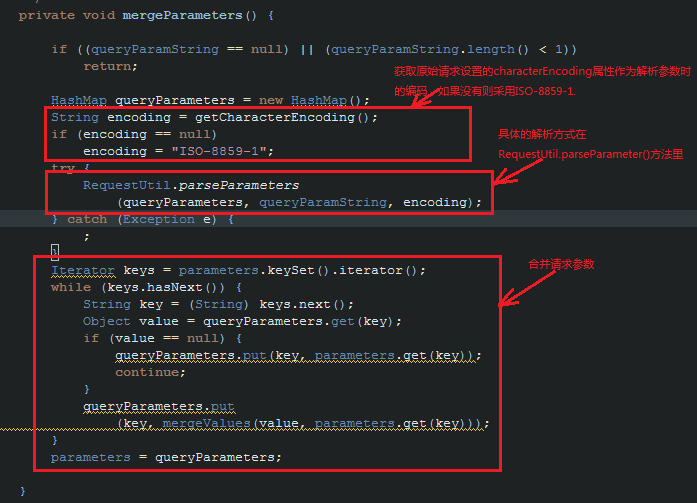 private void mergeParameters() {
if ((queryParamString == null) || (queryParamString.length() < 1))
return;
获取原始请求设置的characterEncoding属性作为解析参数时
的编码，如果没有则采用ISO-8859-1.
HashMap queryParameters = new HashMap();
String encoding = getCharacterEncoding();
if (encoding == null)
encoding = "ISO-8859-1";
具体的解析方式在
RequestUtil.parseParameter()方法里
try {
RequestUtil.parseParameters
(queryParameters, queryParamString, encoding);
} catch (Exception e) {
;
}
Iterator keys = parameters.keySet().iterator();
合并请求参数
while (keys.hasNext()) {
String key = (String) keys.next();
Object value = queryParameters.get(key);
if (value == null) {
queryParameters.put(key, parameters.get(key));
continue;
}
queryParameters.put
(key, mergeValues(value, parameters.get(key)));
}
parameters = queryParameters;
}